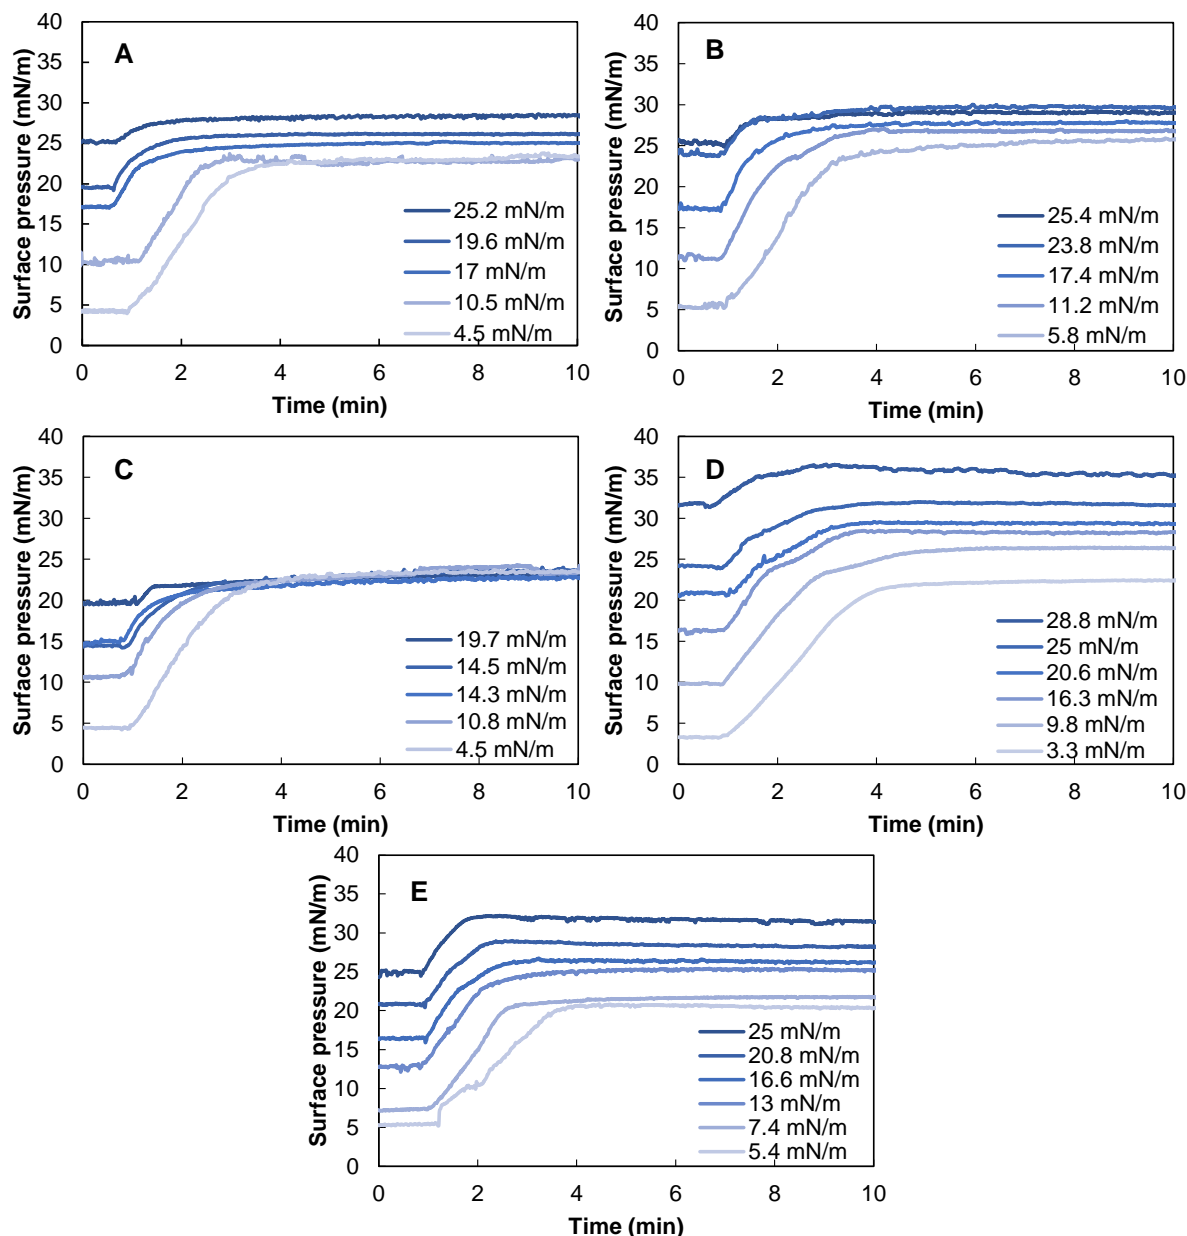 A
Surface pressure (mN/m)
40
35
30
25
20
15
10
5
0
25.2 mN/m
19.6 mN/m
17 mN/m
10.5 mN/m
4.5 mN/m
0 2 4 6 8 10
Time (min)
B
Surface pressure (mN/m)
40
35
30
25
20
15
10
5
0
25.4 mN/m
23.8 mN/m
17.4 mN/m
11.2 mN/m
5.8 mN/m
0 2 4 6 8 10
Time (min)
C
Surface pressure (mN/m)
40
35
30
25
20
15
10
5
0
19.7 mN/m
14.5 mN/m
14.3 mN/m
10.8 mN/m
4.5 mN/m
0 2 4 6 8 10
Time (min)
D
Surface pressure (mN/m)
40
35
30
25
20
15
10
5
0
28.8 mN/m
25 mN/m
20.6 mN/m
16.3 mN/m
9.8 mN/m
3.3 mN/m
0 2 4 6 8 10
Time (min)
E
Surface pressure (mN/m)
40
35
30
25
20
15
10
5
0
25 mN/m
20.8 mN/m
16.6 mN/m
13 mN/m
7.4 mN/m
5.4 mN/m
0 2 4 6 8 10
Time (min)